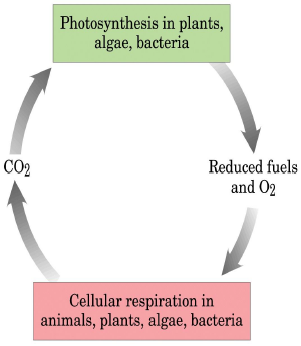 Photosynthesis in plants,
algae, bacteria
CO2
Reduced fuels
and O2
Cellular respiration in
animals, plants, algae, bacteria